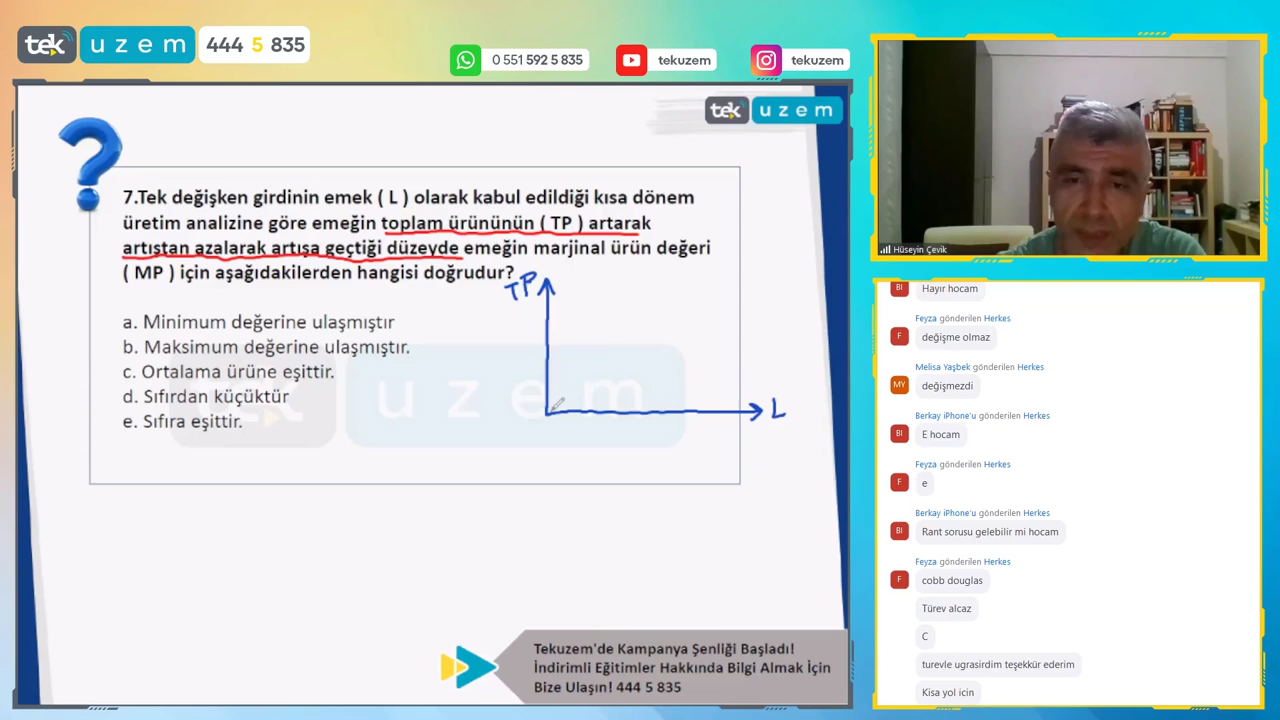 tek uzem 444 5 835
0 551 592 5 835
tekuzem
tekuzem
tek uzem
7.Tek değişken girdinin emek ( L ) olarak kabul edildiği kısa dönem
üretim analizine göre emeğin toplam ürününün ( TP ) artarak
artıştan azalarak artışa geçtiği düzeyde emeğin marjinal ürün değeri
( MP ) için aşağıdakilerden hangisi doğrudur?
TP
a. Minimum değerine ulaşmıştır
b. Maksimum değerine ulaşmıştır.
c. Ortalama ürüne eşittir.
d. Sıfırdan küçüktür
e. Sıfıra eşittir.
L
tek uzem
Tekuzem'de Kampanya Şenliği Başladı!
İndirimli Eğitimler Hakkında Bilgi Almak İçin
Bize Ulaşın! 444 5 835
Hüseyin Çevik
BI Hayır hocam
Feyza gönderilen Herkes
F değişme olmaz
Melisa Yaşbek gönderilen Herkes
MY değişmezdi
Berkay iPhone'u gönderilen Herkes
BI E hocam
Feyza gönderilen Herkes
F e
Berkay iPhone'u gönderilen Herkes
BI Rant sorusu gelebilir mi hocam
Feyza gönderilen Herkes
F cobb douglas
Türev alcaz
C
turevle ugrasirdim teşekkür ederim
Kisa yol icin